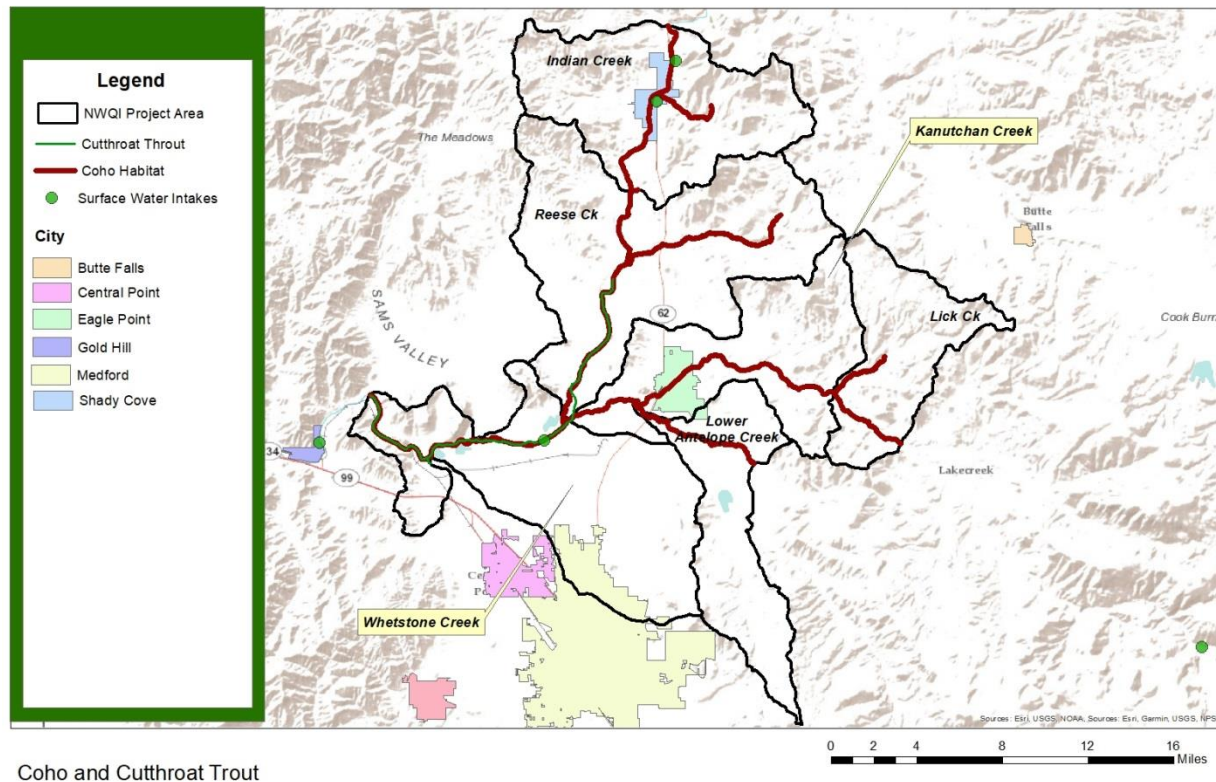 Legend
NWQI Project Area
Cutthroat Throut
Coho Habitat
Surface Water Intakes
City
Butte Falls
Central Point
Eagle Point
Gold Hill
Medford
Shady Cove
Indian Creek
The Meadows
Kanutchan Creek
Reese Ck
Butte
Falls
SAMS VALLEY
62
Lick Ck
Cook Burn
Lower
Antelope Creek
34
99
Lakecreek
Whetstone Creek
Sources: Esri, USGS, NOAA, Sources: Esri, Garmin, USGS, NPS
0 2 4 8 12 16
Miles
Coho and Cutthroat Trout